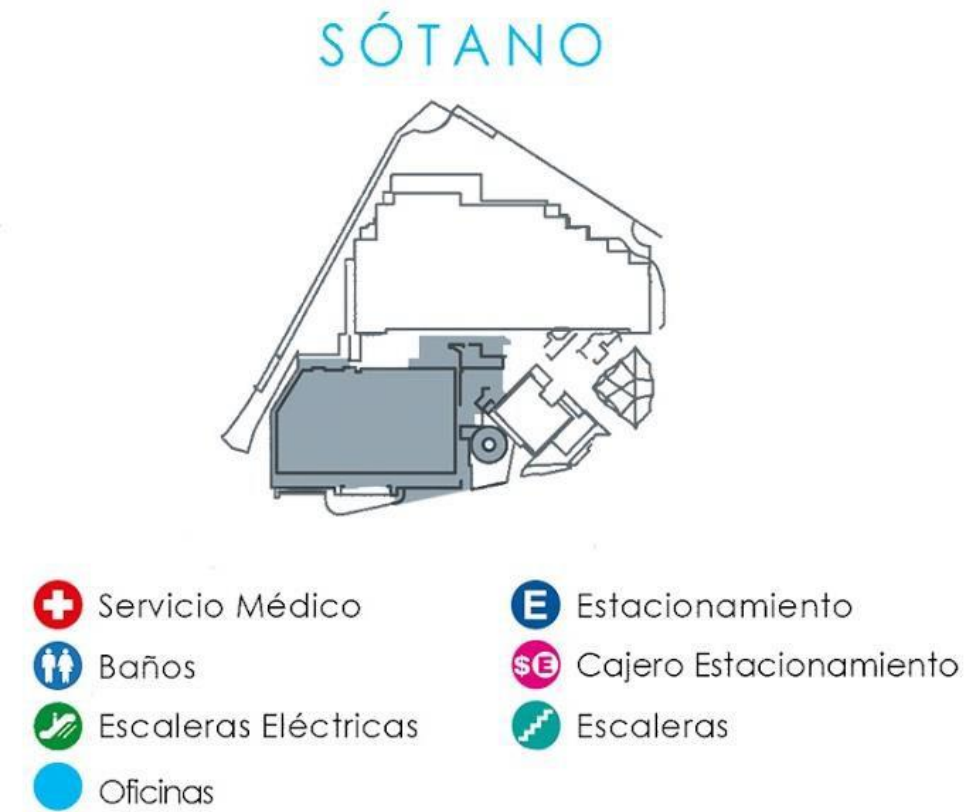 SÓTANO
Servicio Médico
Baños
Escaleras Eléctricas
Oficinas
E Estacionamiento
$E Cajero Estacionamiento
Escaleras